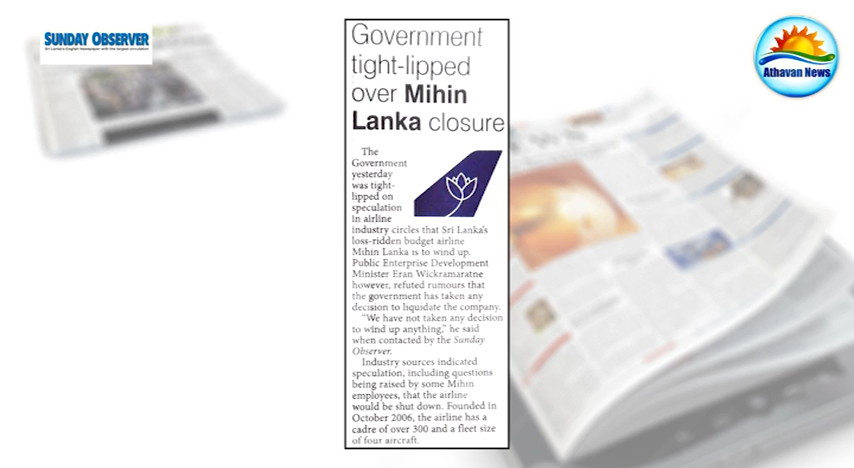 SUNDAY OBSERVER
Sri Lanka's English Newspaper with the largest circulation
Athavan News
Government
tight-lipped
over Mihin
Lanka closure
The
Government
yesterday
was tight-
lipped on
speculation
in airline
industry circles that Sri Lanka's
loss-ridden budget airline
Mihin Lanka is to wind up.
Public Enterprise Development
Minister Eran Wickramaratne
however, refuted rumours that
the government has taken any
decision to liquidate the company.
"We have not taken any decision
to wind up anything," he said
when contacted by the Sunday
Observer.
Industry sources indicated
speculation, including questions
being raised by some Mihin
employees, that the airline
would be shut down. Founded in
October 2006, the airline has a
cadre of over 300 and a fleet size
of four aircraft.